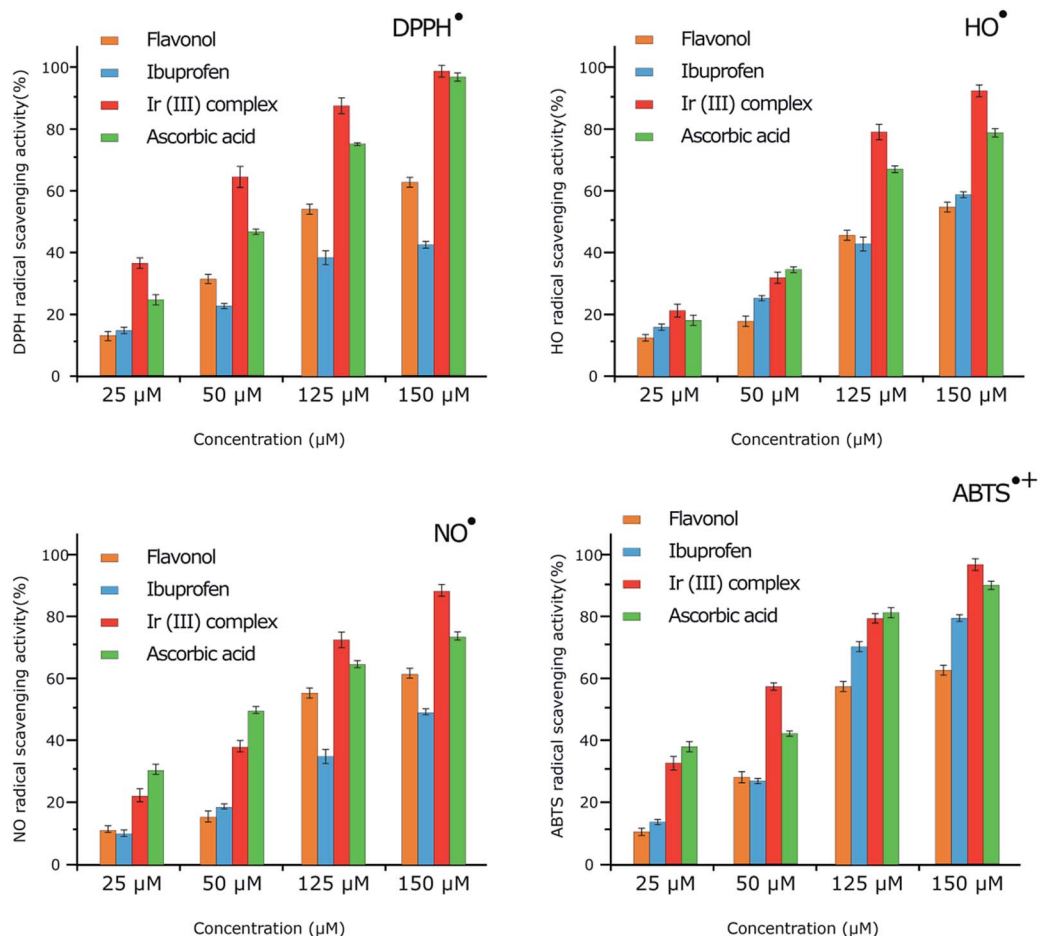 DPPH•
Flavonol
Ibuprofen
Ir (III) complex
Ascorbic acid
DPPH radical scavenging activity(%)
100
80
60
40
20
0
25 µM 50 µM 125 µM 150 µM
Concentration (µM)
HO•
Flavonol
Ibuprofen
Ir (III) complex
Ascorbic acid
HO radical scavenging activity(%)
100
80
60
40
20
0
25 µM 50 µM 125 µM 150 µM
Concentration (µM)
NO•
Flavonol
Ibuprofen
Ir (III) complex
Ascorbic acid
NO radical scavenging activity(%)
100
80
60
40
20
0
25 µM 50 µM 125 µM 150 µM
Concentration (µM)
ABTS•+
Flavonol
Ibuprofen
Ir (III) complex
Ascorbic acid
ABTS radical scavenging activity(%)
100
80
60
40
20
0
25 µM 50 µM 125 µM 150 µM
Concentration (µM)